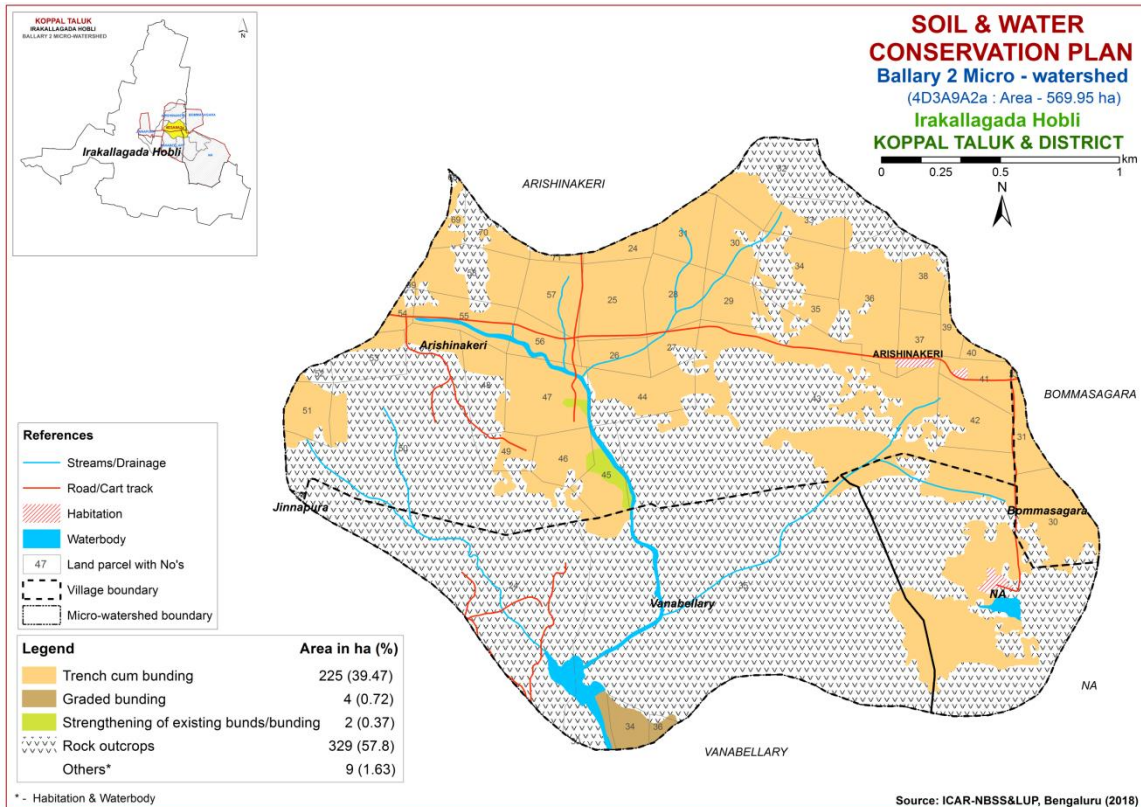 KOPPAL TALUK
IRAKALLAGADA HOBLI
BALLARY 2 MICRO-WATERSHED
N
Irakallagada Hobli
SOIL & WATER
CONSERVATION PLAN
Ballary 2 Micro - watershed
(4D3A9A2a : Area - 569.95 ha)
Irakallagada Hobli
KOPPAL TALUK & DISTRICT
km
0 0.25 0.5 1
N
ARISHINAKERI
69
70
24
31
30
33
34
38
57
25
28
29
35
36
39
54
55
56
26
27
37
40
Arishinakeri
ARISHINAKERI
41
BOMMASAGARA
47
44
42
31
51
49
46
45
Jinnapura
Bommasagara
30
Vanabellary
NA
NA
34
VANABELLARY
References
Streams/Drainage
Road/Cart track
Habitation
Waterbody
47 Land parcel with No's
Village boundary
Micro-watershed boundary
Legend Area in ha (%)
Trench cum bunding 225 (39.47)
Graded bunding 4 (0.72)
Strengthening of existing bunds/bunding 2 (0.37)
Rock outcrops 329 (57.8)
Others* 9 (1.63)
* - Habitation & Waterbody
Source: ICAR-NBSS&LUP, Bengaluru (2018)